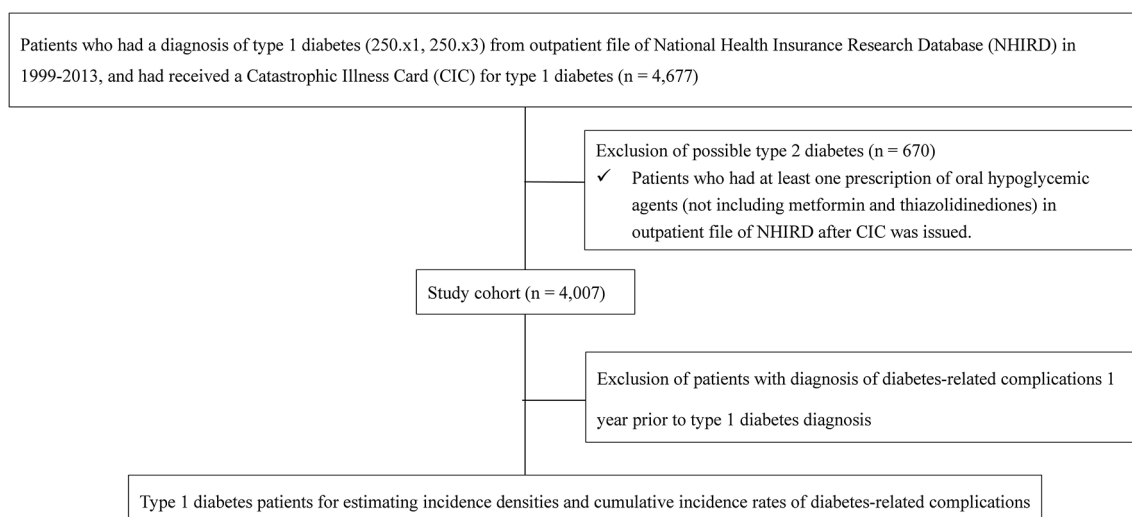 Patients who had a diagnosis of type 1 diabetes (250.x1, 250.x3) from outpatient file of National Health Insurance Research Database (NHIRD) in
1999-2013, and had received a Catastrophic Illness Card (CIC) for type 1 diabetes (n = 4,677)
Exclusion of possible type 2 diabetes (n = 670)
✓ Patients who had at least one prescription of oral hypoglycemic
agents (not including metformin and thiazolidinediones) in
outpatient file of NHIRD after CIC was issued.
Study cohort (n = 4,007)
Exclusion of patients with diagnosis of diabetes-related complications 1
year prior to type 1 diabetes diagnosis
Type 1 diabetes patients for estimating incidence densities and cumulative incidence rates of diabetes-related complications